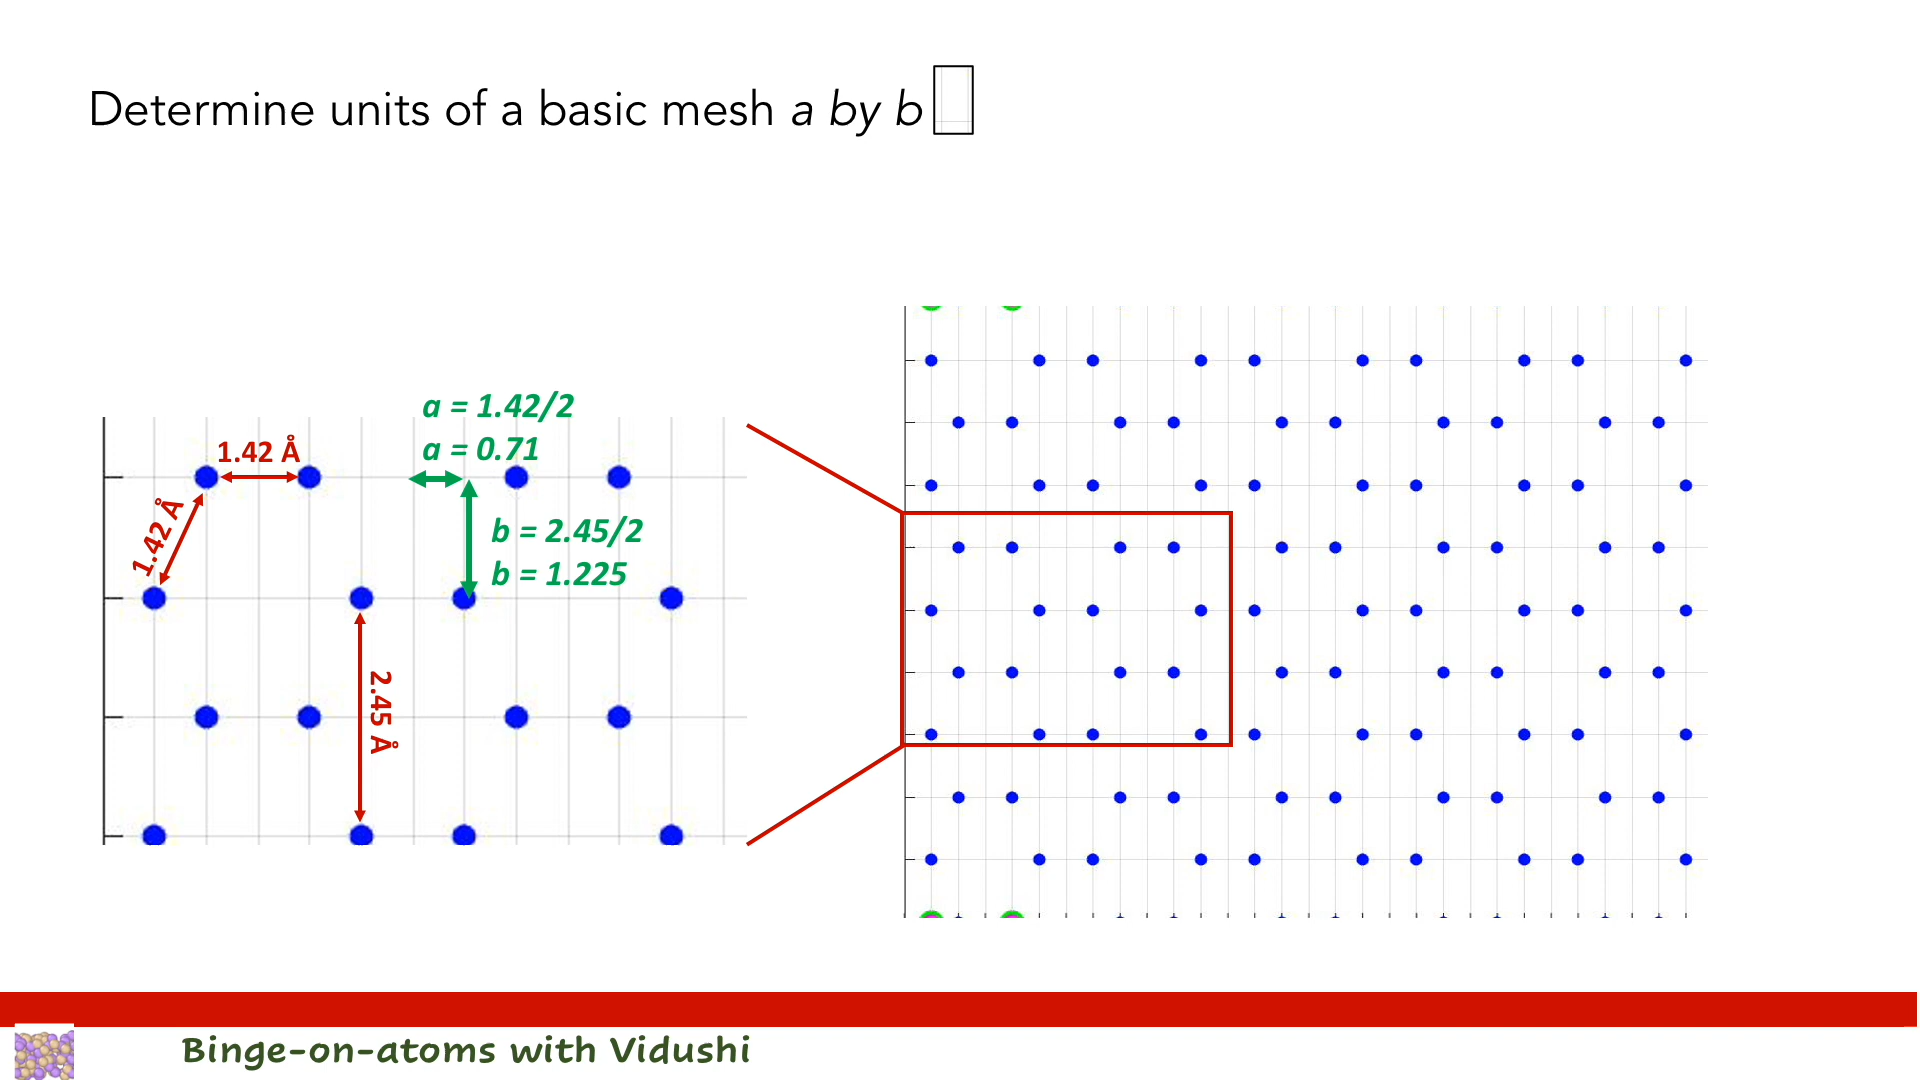 Determine units of a basic mesh a by b
a = 1.42/2
a = 0.71
1.42 Å
1.42 Å
b = 2.45/2
b = 1.225
2.45 Å
Binge-on-atoms with Vidushi